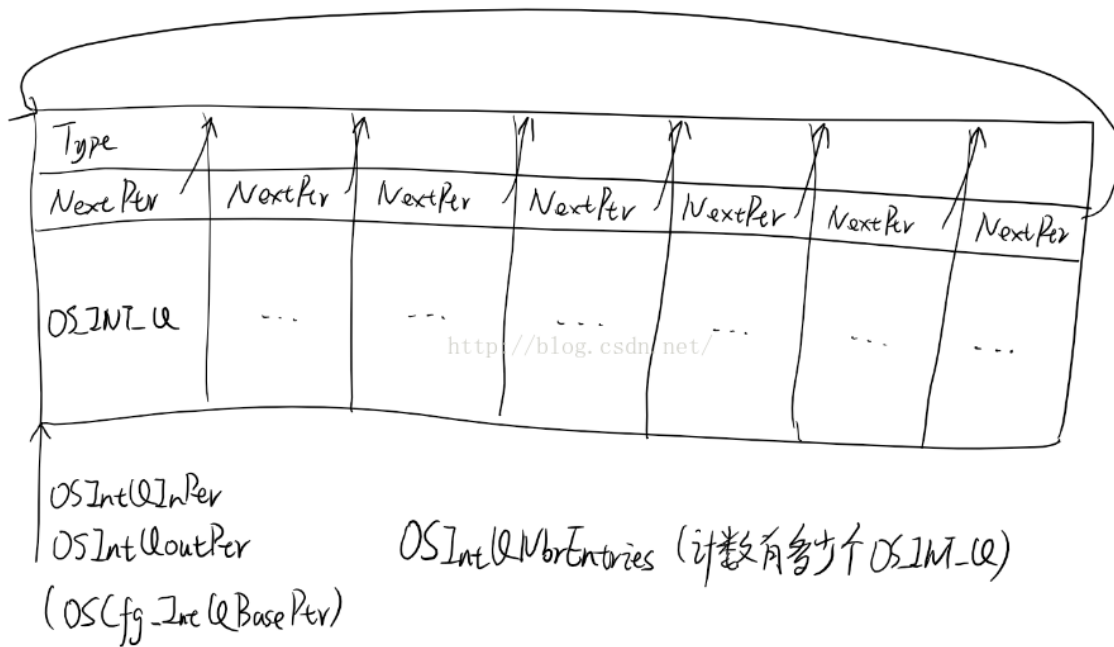 Type
NextPtr NextPtr NextPtr NextPtr NextPtr NextPtr NextPtr
OS_INT_Q ... ... ... ... ... ...
http://blog.csdn.net/
OSIntQInPtr
OSIntQOutPtr OSIntQNbrEntries (计数有多少个OS_INT_Q)
(OSCfg_IntQBasePtr)